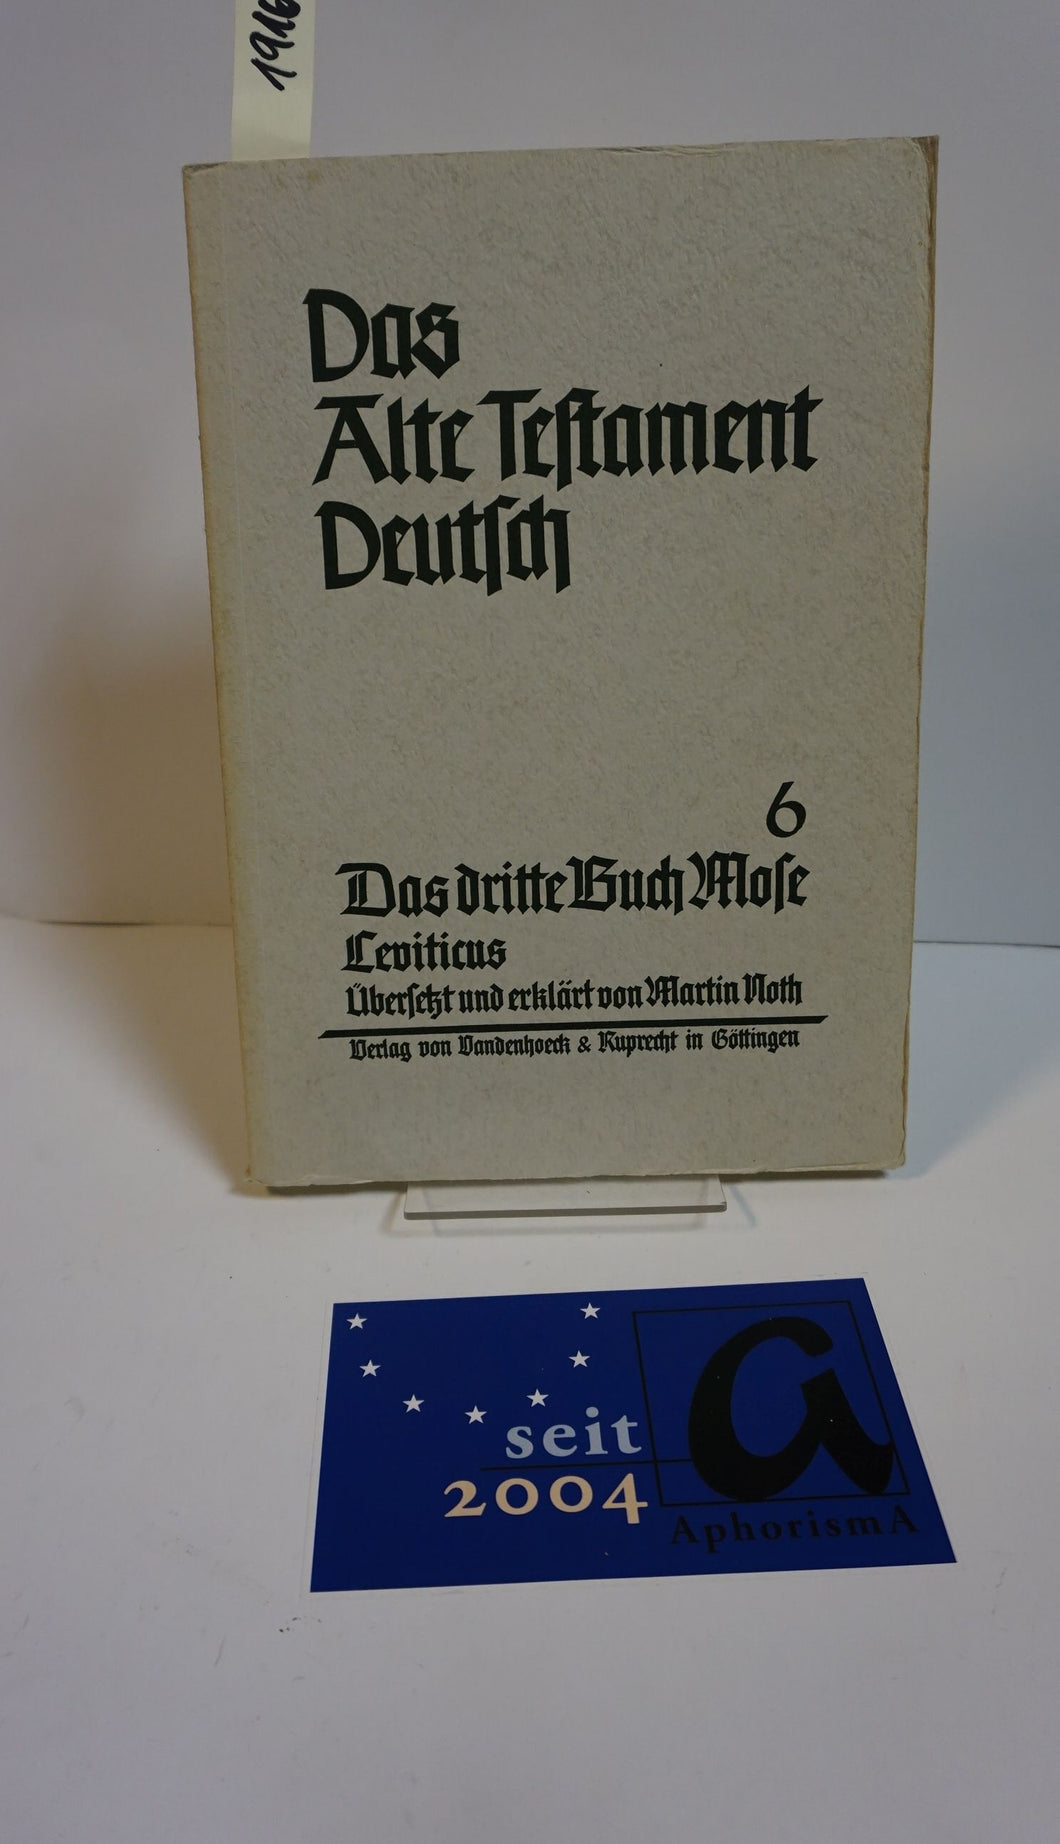 Das
Alte Testament
Deutsch
6
Das dritte Buch Mose
Leviticus
Übersetzt und erklärt von Martin Noth
Verlag von Vandenhoeck & Ruprecht in Göttingen
seit
2004
a
AphorismA